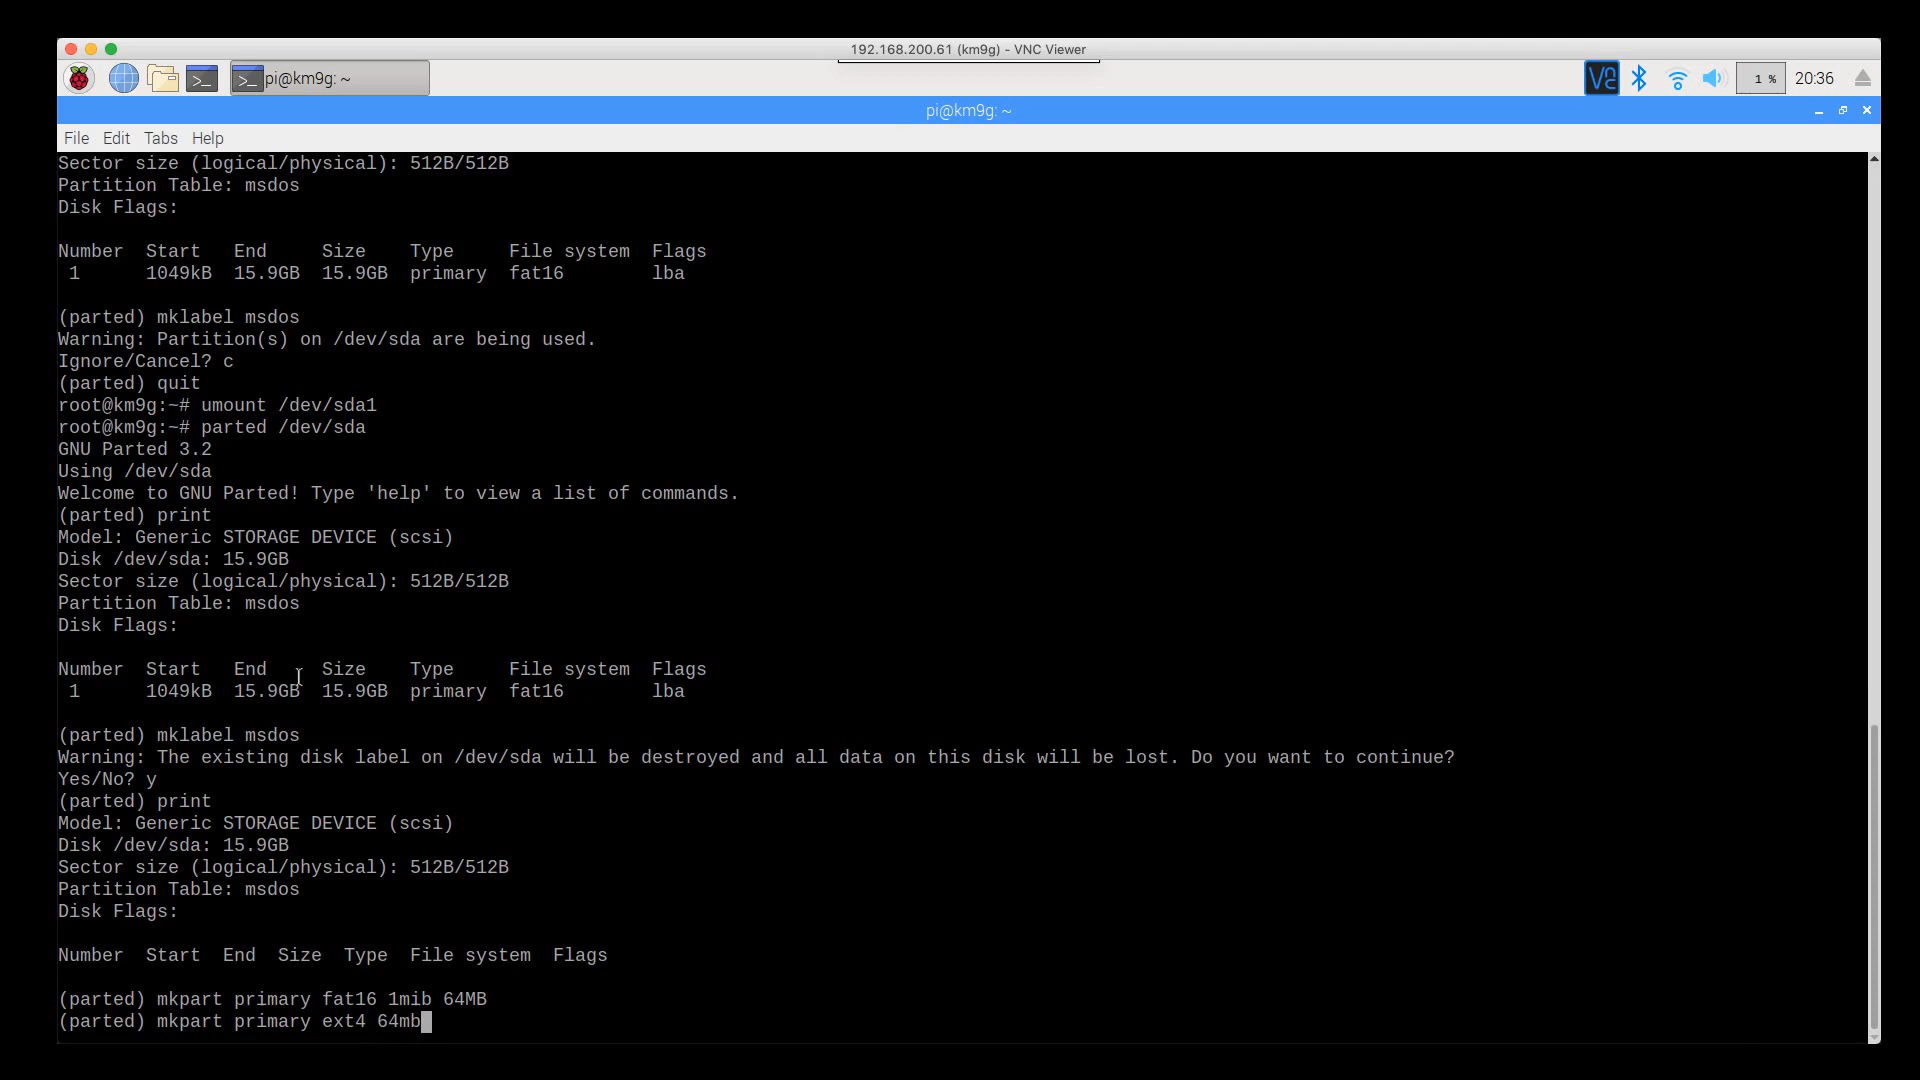 192.168.200.61 (km9g) - VNC Viewer
pi@km9g: ~
1 %
20:36
pi@km9g: ~
File Edit Tabs Help
Sector size (logical/physical): 512B/512B
Partition Table: msdos
Disk Flags:
Number  Start   End     Size    Type     File system  Flags
1      1049kB  15.9GB  15.9GB  primary  fat16        lba
(parted) mklabel msdos
Warning: Partition(s) on /dev/sda are being used.
Ignore/Cancel? c
(parted) quit
root@km9g:~# umount /dev/sda1
root@km9g:~# parted /dev/sda
GNU Parted 3.2
Using /dev/sda
Welcome to GNU Parted! Type 'help' to view a list of commands.
(parted) print
Model: Generic STORAGE DEVICE (scsi)
Disk /dev/sda: 15.9GB
Sector size (logical/physical): 512B/512B
Partition Table: msdos
Disk Flags:
Number  Start   End     Size    Type     File system  Flags
1      1049kB  15.9GB  15.9GB  primary  fat16        lba
(parted) mklabel msdos
Warning: The existing disk label on /dev/sda will be destroyed and all data on this disk will be lost. Do you want to continue?
Yes/No? y
(parted) print
Model: Generic STORAGE DEVICE (scsi)
Disk /dev/sda: 15.9GB
Sector size (logical/physical): 512B/512B
Partition Table: msdos
Disk Flags:
Number  Start  End  Size  Type  File system  Flags
(parted) mkpart primary fat16 1mib 64MB
(parted) mkpart primary ext4 64mb